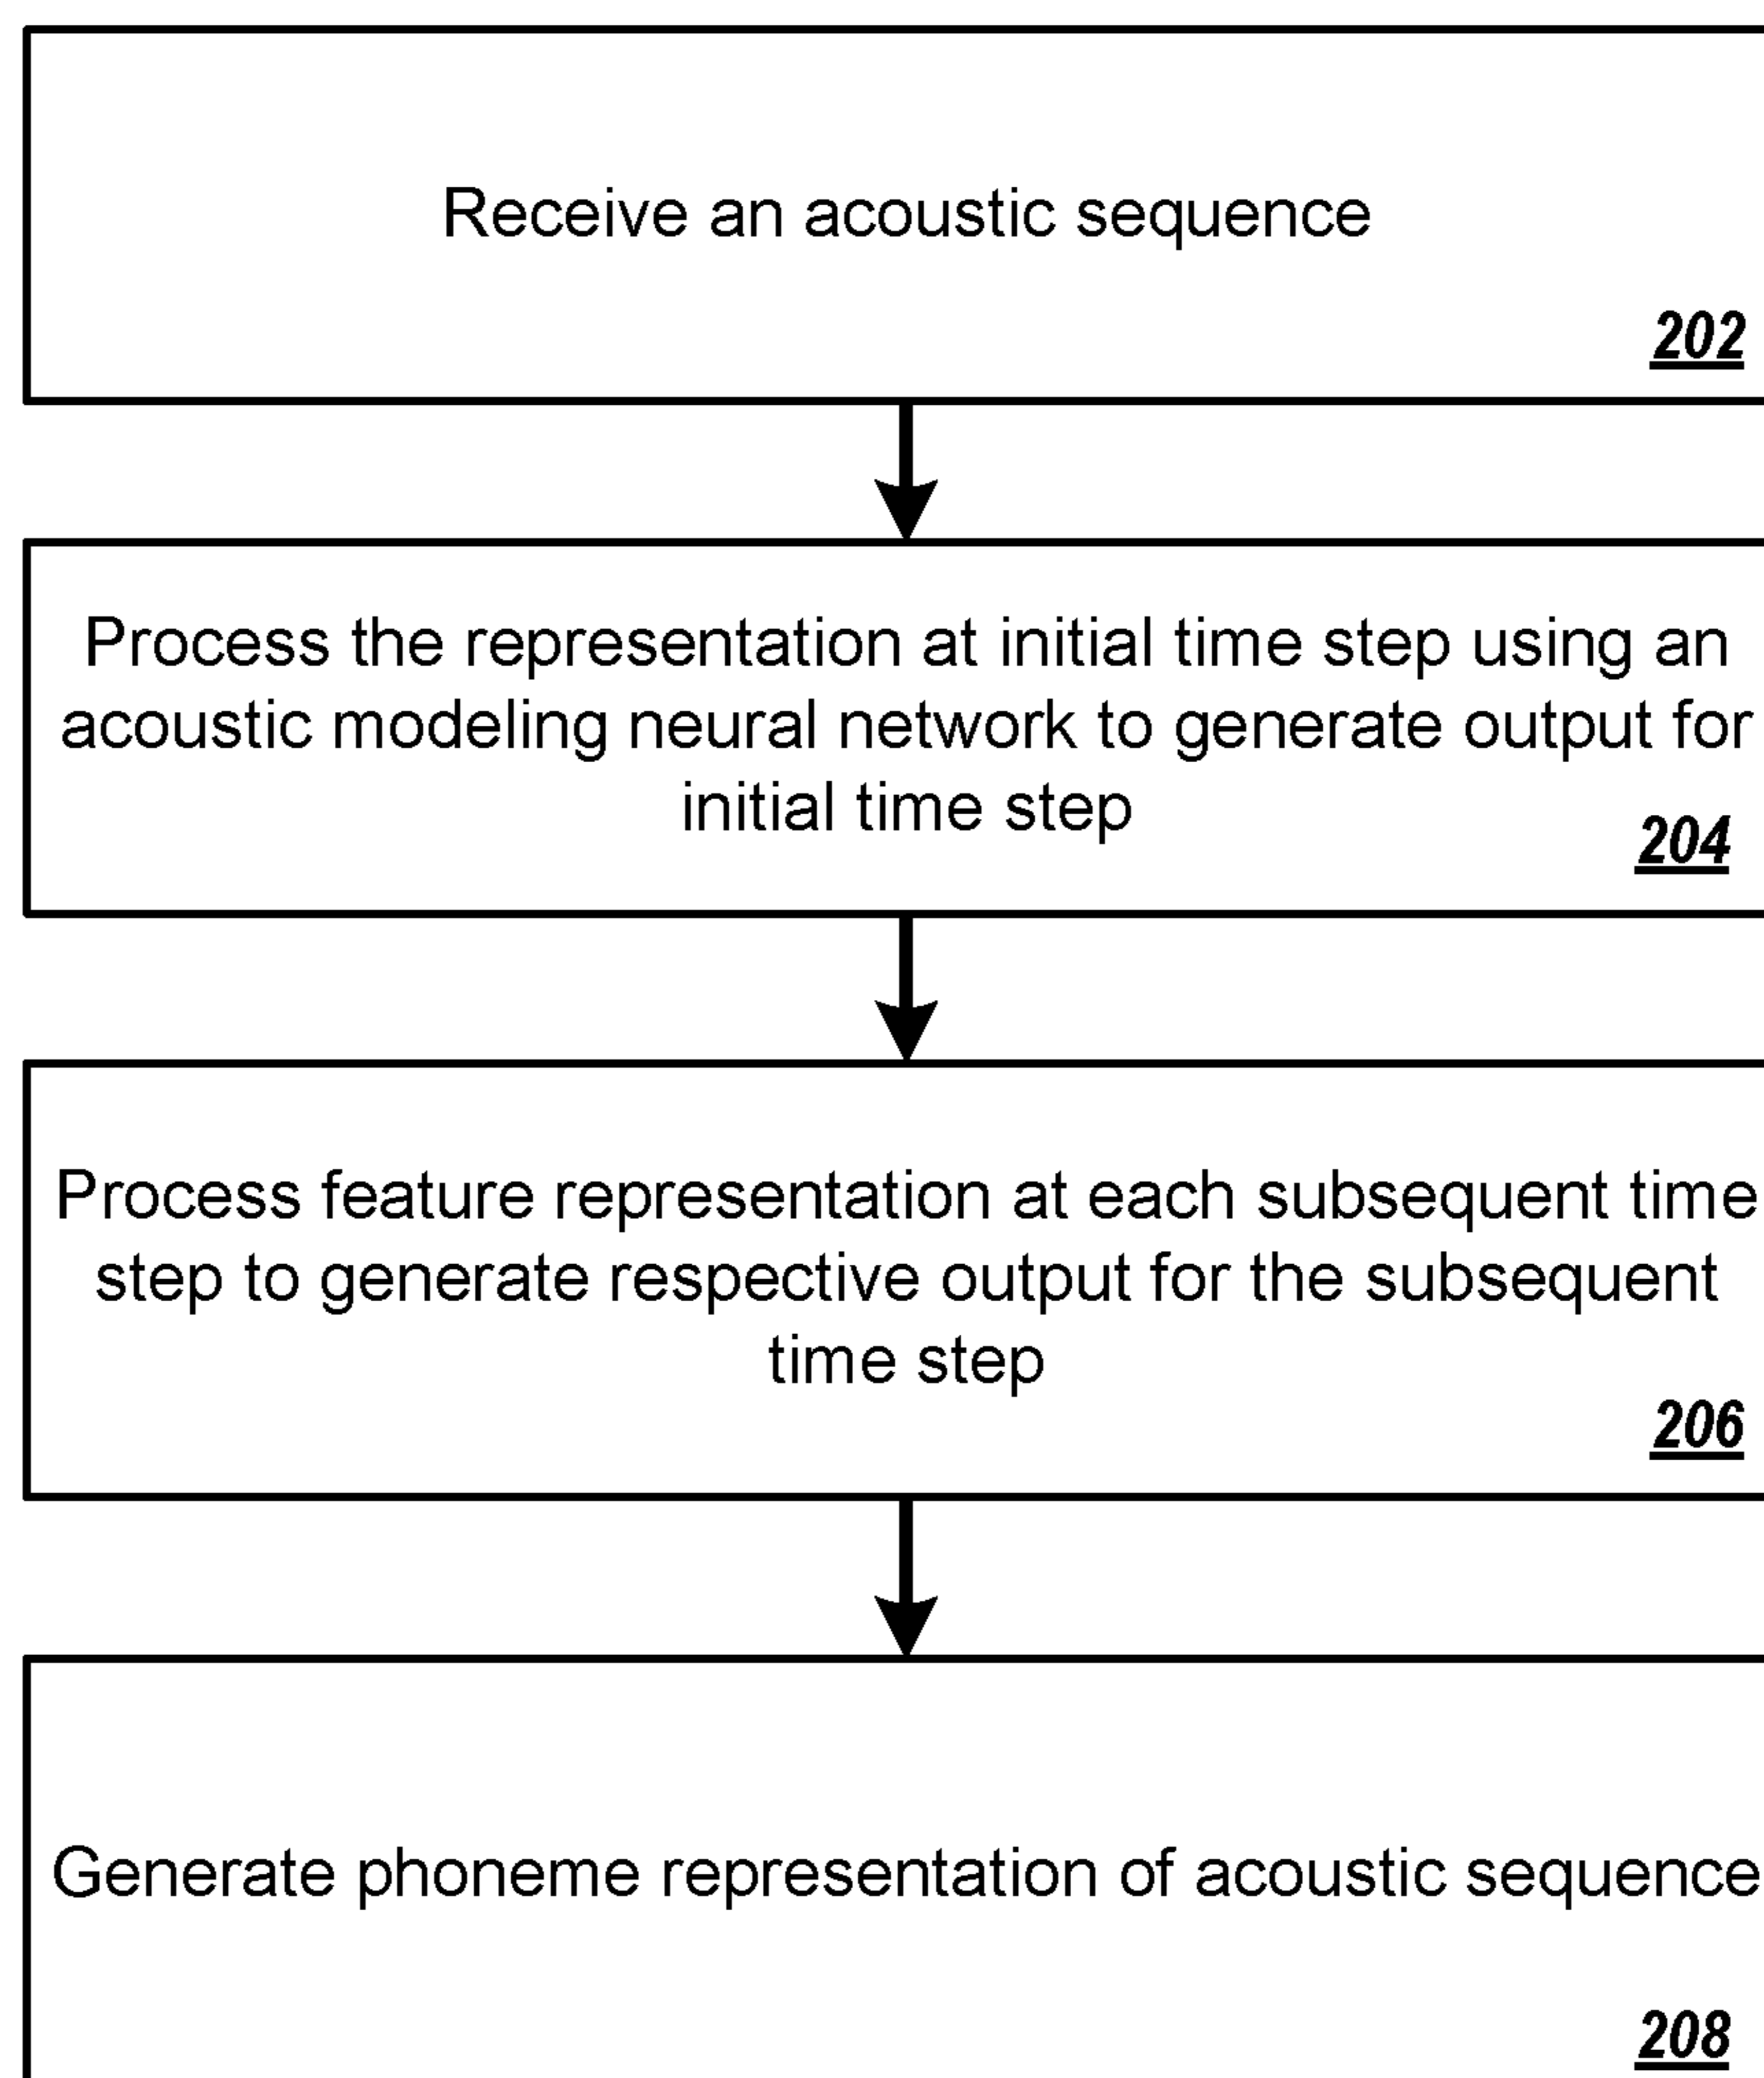 Receive an acoustic sequence
202
Process the representation at initial time step using an
acoustic modeling neural network to generate output for
initial time step
204
Process feature representation at each subsequent time
step to generate respective output for the subsequent
time step
206
Generate phoneme representation of acoustic sequence
208